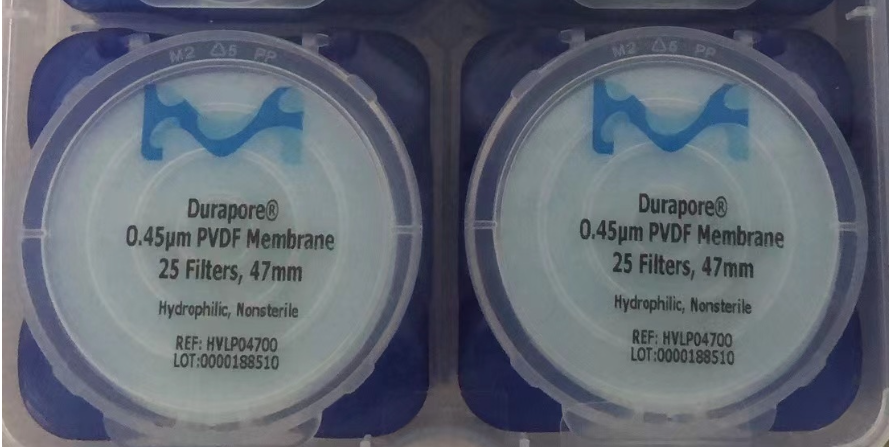 M2 ♷5 PP
Durapore®
0.45µm PVDF Membrane
25 Filters, 47mm
Hydrophilic, Nonsterile
REF: HVLP04700
LOT:0000188510
M2 ♷5 PP
Durapore®
0.45µm PVDF Membrane
25 Filters, 47mm
Hydrophilic, Nonsterile
REF: HVLP04700
LOT:0000188510